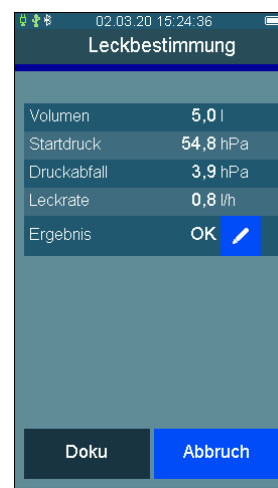 02.03.20 15:24:36
Leckbestimmung
Volumen 5,0 l
Startdruck 54,8 hPa
Druckabfall 3,9 hPa
Leckrate 0,8 l/h
Ergebnis OK
Doku Abbruch